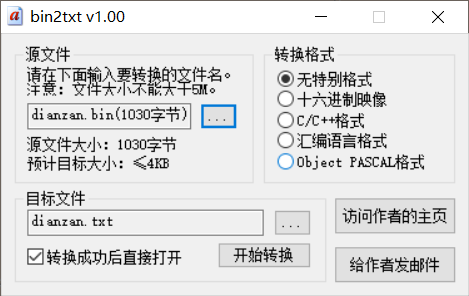 bin2txt v1.00
源文件
请在下面输入要转换的文件名。
注意：文件大小不能大于5M。
dianzan.bin(1030字节)
...
源文件大小：1030字节
预计目标大小：≤4KB
转换格式
无特别格式
十六进制映像
C/C++格式
汇编语言格式
Object PASCAL格式
目标文件
dianzan.txt
...
转换成功后直接打开
开始转换
访问作者的主页
给作者发邮件